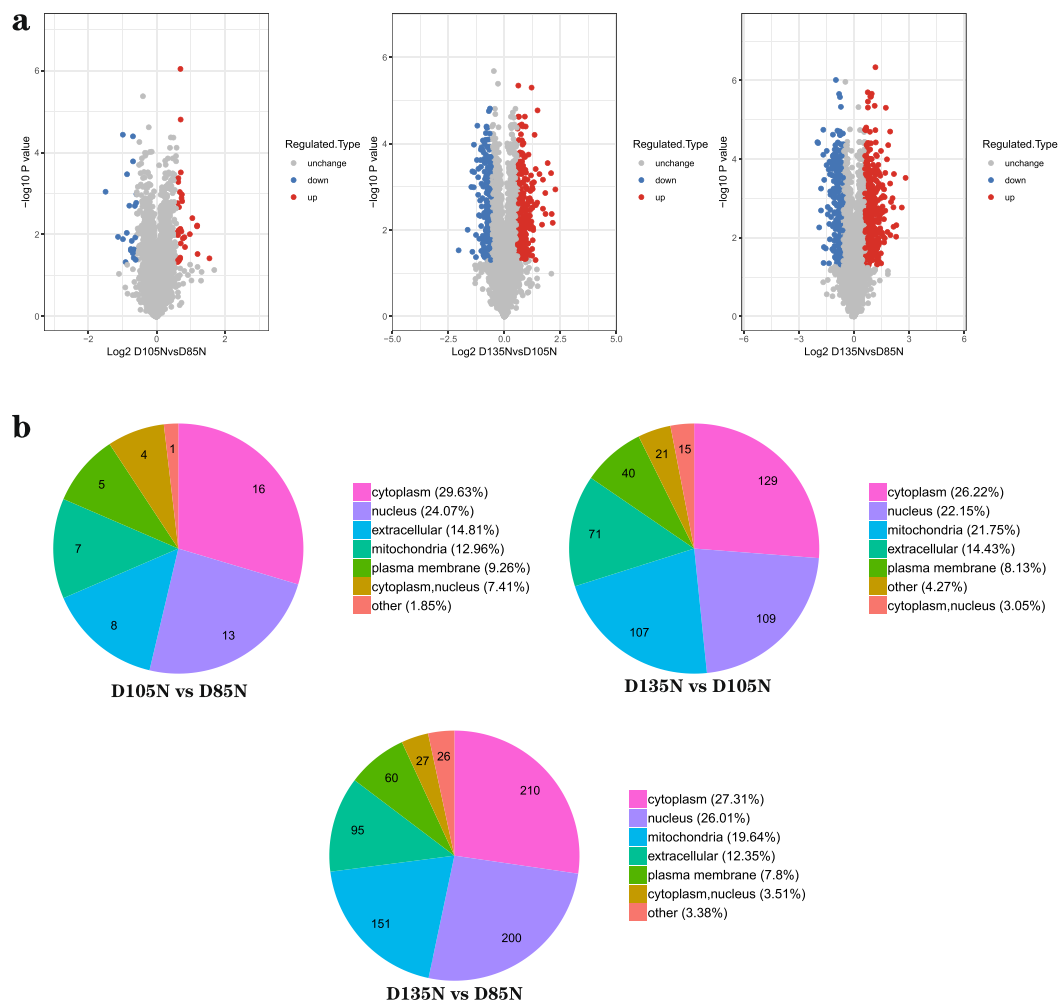 a
6
4
2
0
−2
0
2
−log10 P value
Log2 D105NvsD85N
Regulated.Type
unchange
down
up
6
4
2
0
−5.0
−2.5
0.0
2.5
5.0
−log10 P value
Log2 D135NvsD105N
Regulated.Type
unchange
down
up
6
4
2
0
−6
−3
0
3
6
−log10 P value
Log2 D135NvsD85N
Regulated.Type
unchange
down
up
b
16
13
8
7
5
4
1
cytoplasm (29.63%)
nucleus (24.07%)
extracellular (14.81%)
mitochondria (12.96%)
plasma membrane (9.26%)
cytoplasm,nucleus (7.41%)
other (1.85%)
D105N vs D85N
129
109
107
71
40
21
15
cytoplasm (26.22%)
nucleus (22.15%)
mitochondria (21.75%)
extracellular (14.43%)
plasma membrane (8.13%)
other (4.27%)
cytoplasm,nucleus (3.05%)
D135N vs D105N
210
200
151
95
60
27
26
cytoplasm (27.31%)
nucleus (26.01%)
mitochondria (19.64%)
extracellular (12.35%)
plasma membrane (7.8%)
cytoplasm,nucleus (3.51%)
other (3.38%)
D135N vs D85N